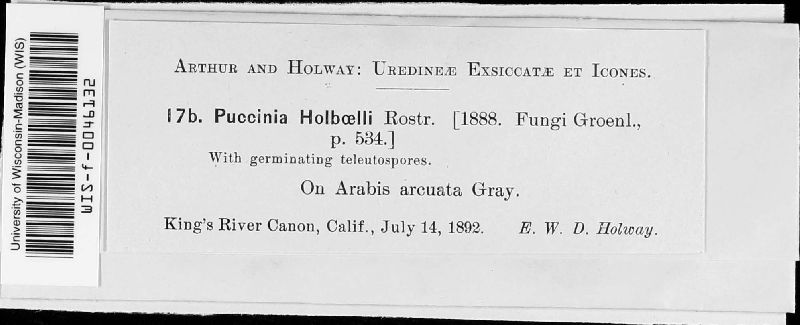 University of Wisconsin-Madison (WIS)
WIS-f-0046132
ARTHUR AND HOLWAY: UREDINEÆ EXSICCATÆ ET ICONES.
17b. Puccinia Holbœlli Rostr. [1888. Fungi Groenl.,
p. 534.]
With germinating teleutospores.
On Arabis arcuata Gray.
King's River Canon, Calif., July 14, 1892. E. W. D. Holway.